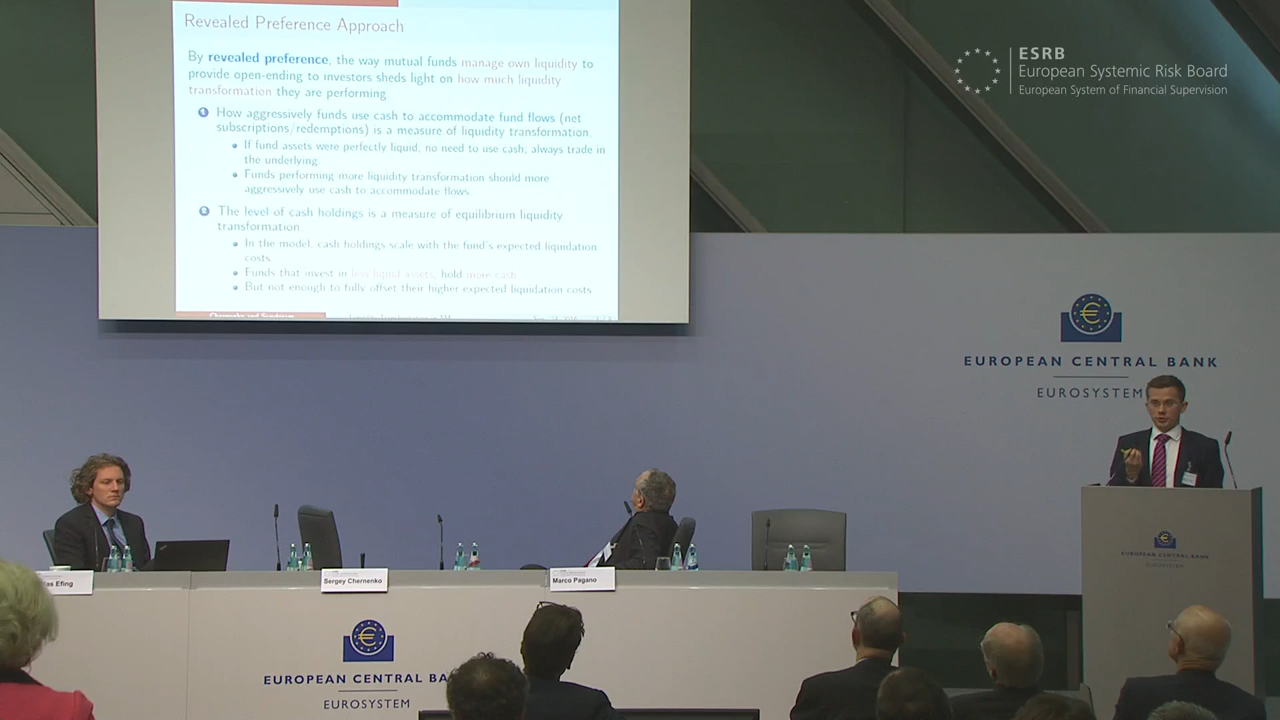 Revealed Preference Approach
By revealed preference, the way mutual funds manage own liquidity to
provide open-ending to investors sheds light on how much liquidity
transformation they are performing.
1 How aggressively funds use cash to accommodate fund flows (net
subscriptions/redemptions) is a measure of liquidity transformation.
If fund assets were perfectly liquid, no need to use cash, always trade in
the underlying.
Funds performing more liquidity transformation should more
aggressively use cash to accommodate flows.
2 The level of cash holdings is a measure of equilibrium liquidity
transformation.
In the model, cash holdings scale with the fund's expected liquidation
costs.
Funds that invest in less liquid assets, hold more cash.
But not enough to fully offset their higher expected liquidation costs
ESRB
European Systemic Risk Board
European System of Financial Supervision
EUROPEAN CENTRAL BANK
EUROSYSTEM
Efing
Sergey Chernenko
Marco Pagano
EUROPEAN CENTRAL BANK
EUROSYSTEM
EUROPEAN CENTRAL BA
EUROSYSTEM